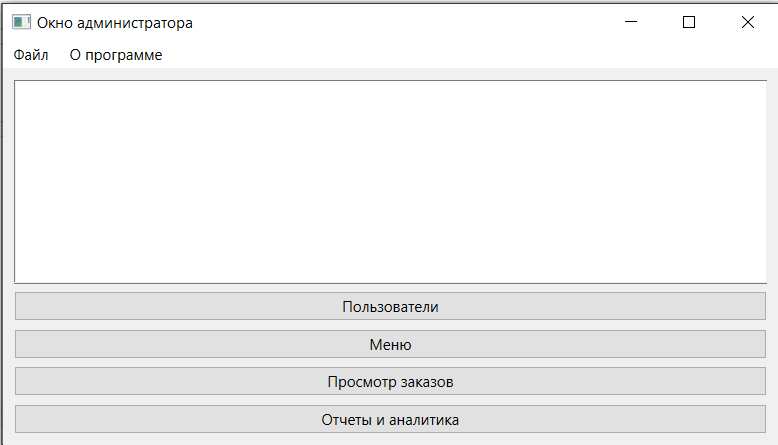 Окно администратора
Файл О программе
Пользователи
Меню
Просмотр заказов
Отчеты и аналитика